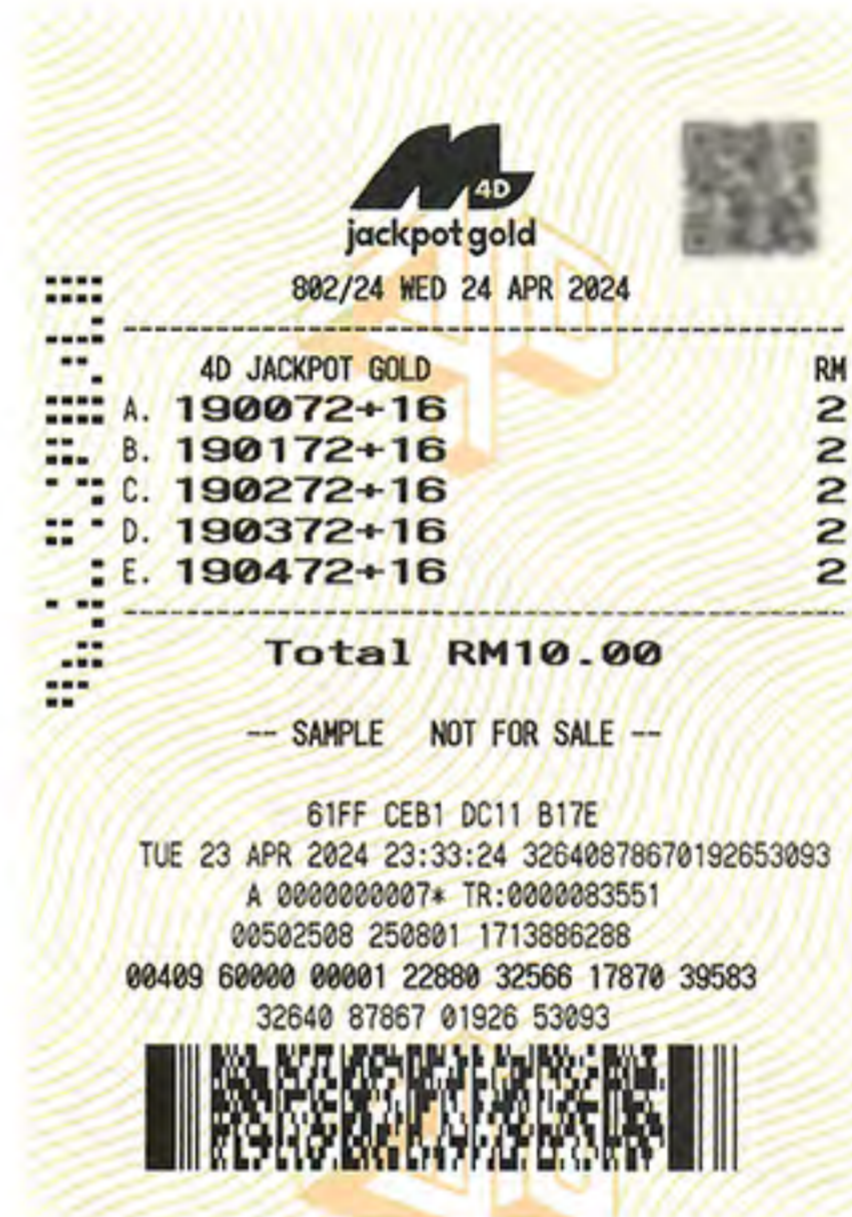 4D
jackpot gold
802/24 WED 24 APR 2024
4D JACKPOT GOLD RM
A. 190072+16 2
B. 190172+16 2
C. 190272+16 2
D. 190372+16 2
E. 190472+16 2
Total RM10.00
-- SAMPLE NOT FOR SALE --
61FF CEB1 DC11 B17E
TUE 23 APR 2024 23:33:24 32640878670192653093
A 0000000007* TR:0000083551
00502508 250801 1713886288
00409 60000 00001 22880 32566 17870 39583
32640 87867 01926 53093